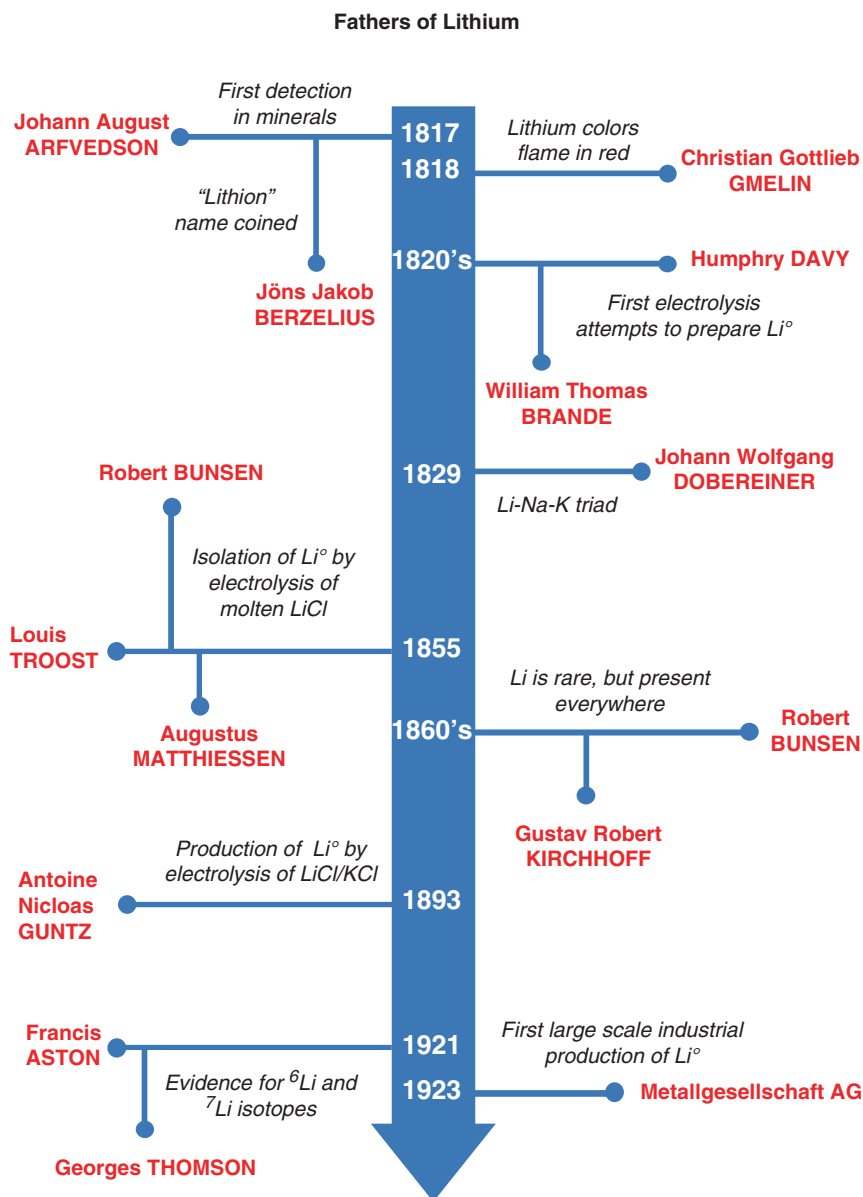 Fathers of Lithium
First detection
in minerals
Johann August
ARFVEDSON
1817
"Lithion"
name coined
Jöns Jakob
BERZELIUS
Lithium colors
flame in red
1818
Christian Gottlieb
GMELIN
1820's
Humphry DAVY
First electrolysis
attempts to prepare Li°
William Thomas
BRANDE
1829
Johann Wolfgang
DOBEREINER
Li-Na-K triad
Robert BUNSEN
Isolation of Li° by
electrolysis of
molten LiCl
Louis
TROOST
1855
Augustus
MATTHIESSEN
Li is rare, but present
everywhere
1860's
Robert
BUNSEN
Gustav Robert
KIRCHHOFF
Production of Li° by
electrolysis of LiCl/KCl
Antoine
Nicloas
GUNTZ
1893
Francis
ASTON
1921
Evidence for ⁶Li and
⁷Li isotopes
Georges THOMSON
First large scale industrial
production of Li°
1923
Metallgesellschaft AG